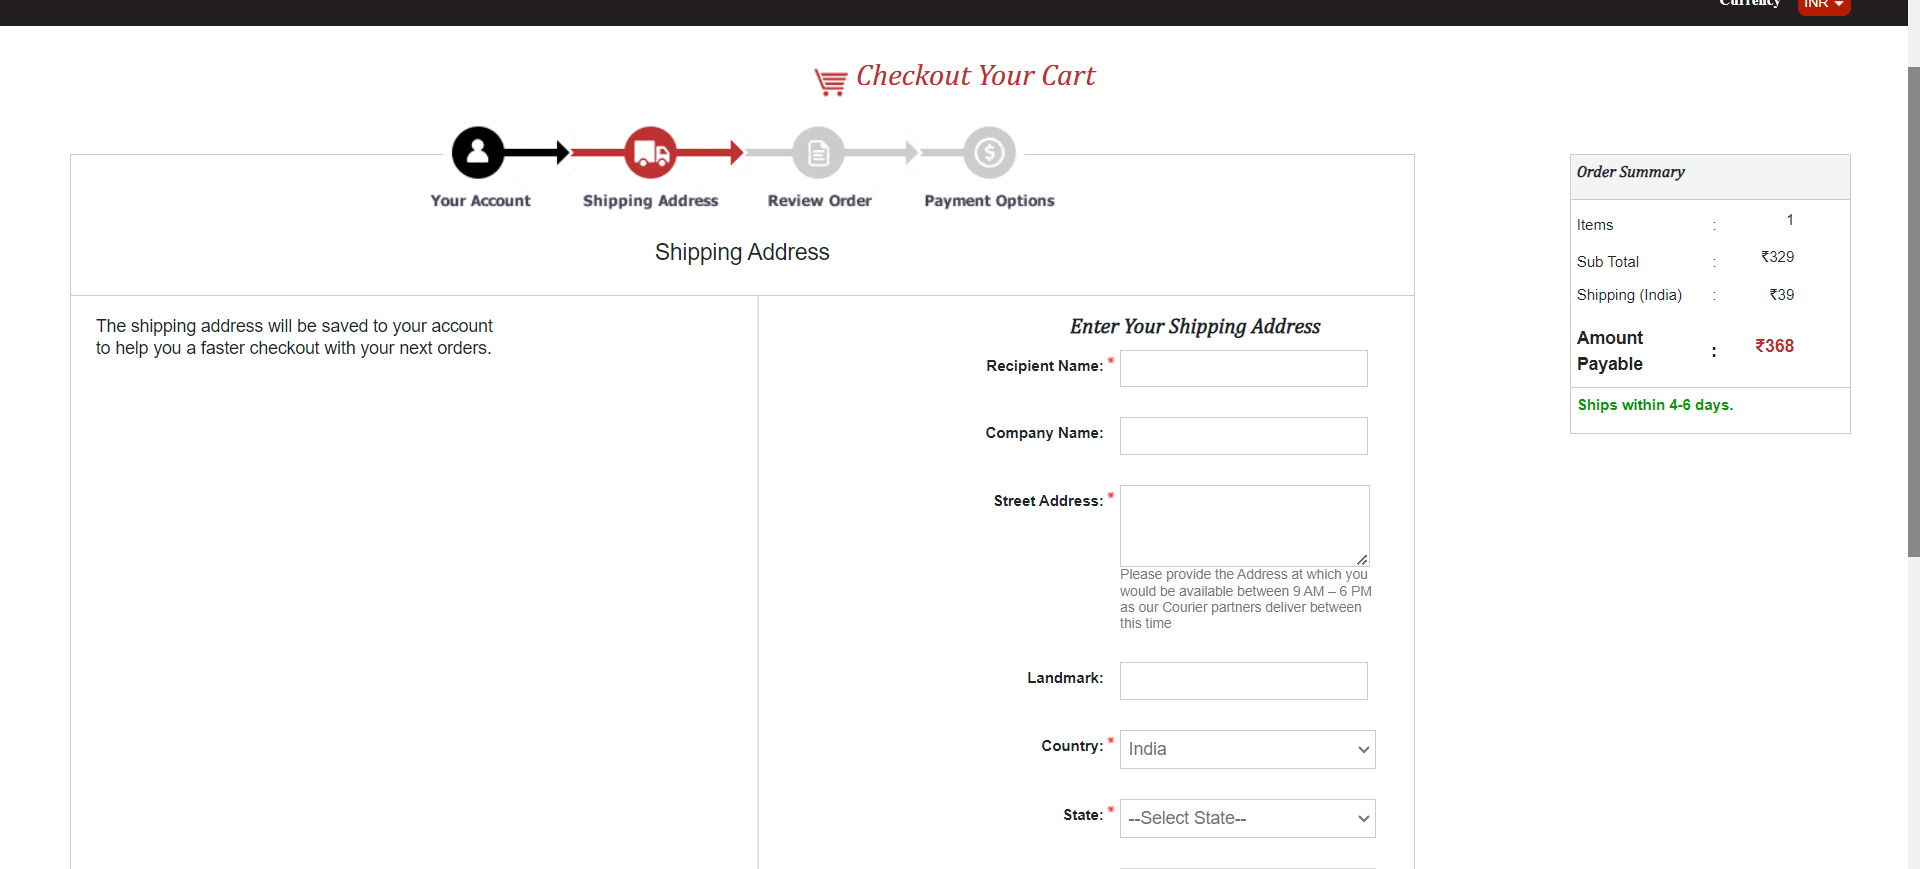 Currency
INR
Checkout Your Cart
Your Account
Shipping Address
Review Order
Payment Options
Shipping Address
The shipping address will be saved to your account
to help you a faster checkout with your next orders.
Enter Your Shipping Address
Recipient Name: *
Company Name:
Street Address: *
Please provide the Address at which you
would be available between 9 AM – 6 PM
as our Courier partners deliver between
this time
Landmark:
Country: * India
State: * --Select State--
Order Summary
Items : 1
Sub Total : ₹329
Shipping (India) : ₹39
Amount
Payable : ₹368
Ships within 4-6 days.